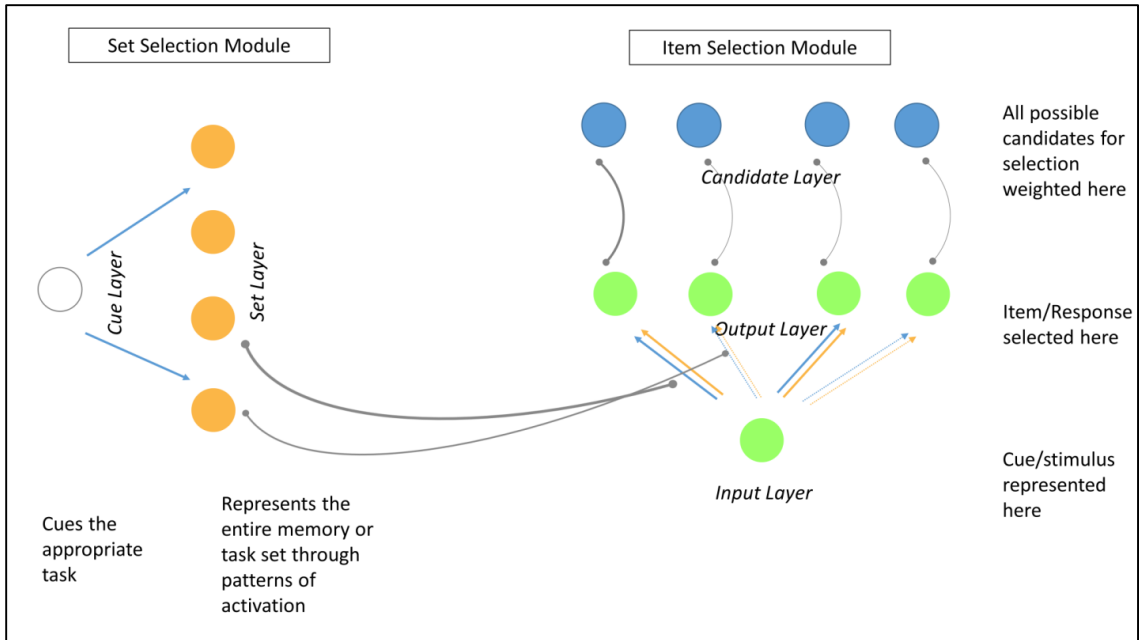 Set Selection Module
Item Selection Module
Cue Layer
Set Layer
Candidate Layer
Output Layer
Input Layer
All possible
candidates for
selection
weighted here
Item/Response
selected here
Cue/stimulus
represented
here
Cues the
appropriate
task
Represents the
entire memory or
task set through
patterns of
activation